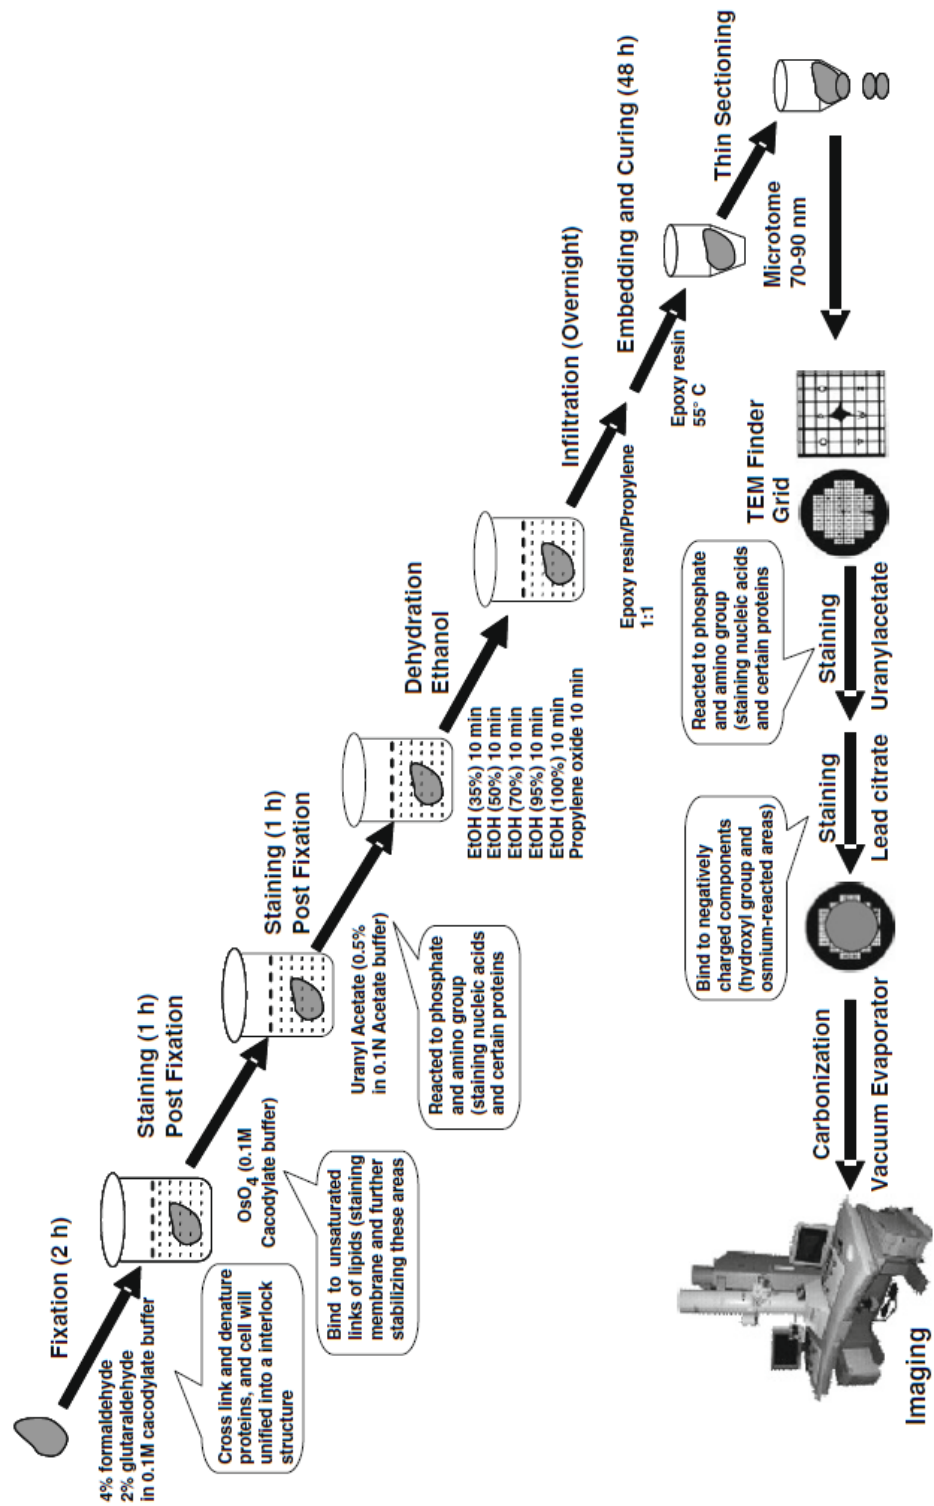 Fixation (2 h)
4% formaldehyde
2% glutaraldehyde
in 0.1M cacodylate buffer
Cross link and denature
proteins, and cell will
unified into a interlock
structure
Staining (1 h)
Post Fixation
OsO4 (0.1M
Cacodylate buffer)
Bind to unsaturated
links of lipids (staining
membrane and further
stabilizing these areas
Staining (1 h)
Post Fixation
Uranyl Acetate (0.5%
in 0.1N Acetate buffer)
Reacted to phosphate
and amino group
(staining nucleic acids
and certain proteins
Dehydration
Ethanol
EtOH (35%) 10 min
EtOH (50%) 10 min
EtOH (70%) 10 min
EtOH (95%) 10 min
EtOH (100%) 10 min
Propylene oxide 10 min
Infiltration (Overnight)
Epoxy resin/Propylene
1:1
Embedding and Curing (48 h)
Epoxy resin
55° C
Thin Sectioning
Microtome
70-90 nm
TEM Finder
Grid
Reacted to phosphate
and amino group
(staining nucleic acids
and certain proteins
Staining
Uranylacetate
Bind to negatively
charged components
(hydroxyl group and
osmium-reacted areas)
Staining
Lead citrate
Carbonization
Vacuum Evaporator
Imaging